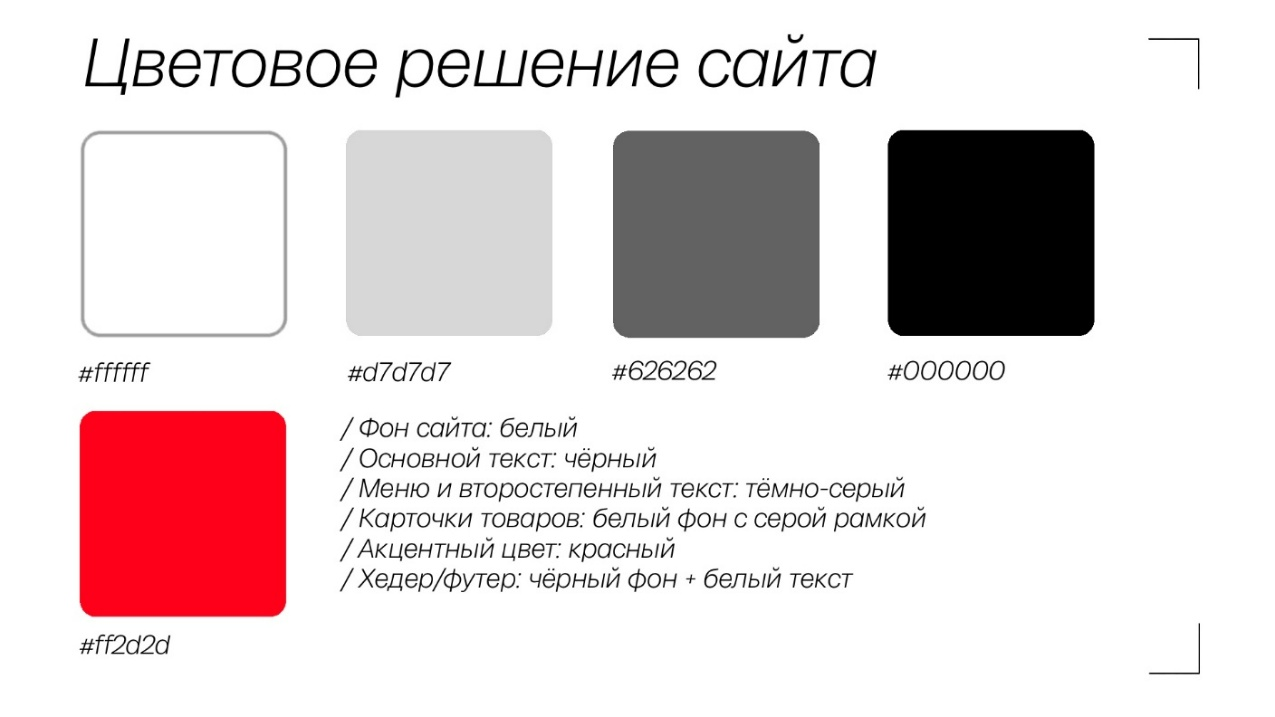 Цветовое решение сайта
#ffffff
#d7d7d7
#626262
#000000
/ Фон сайта: белый
/ Основной текст: чёрный
/ Меню и второстепенный текст: тёмно-серый
/ Карточки товаров: белый фон с серой рамкой
/ Акцентный цвет: красный
/ Хедер/футер: чёрный фон + белый текст
#ff2d2d